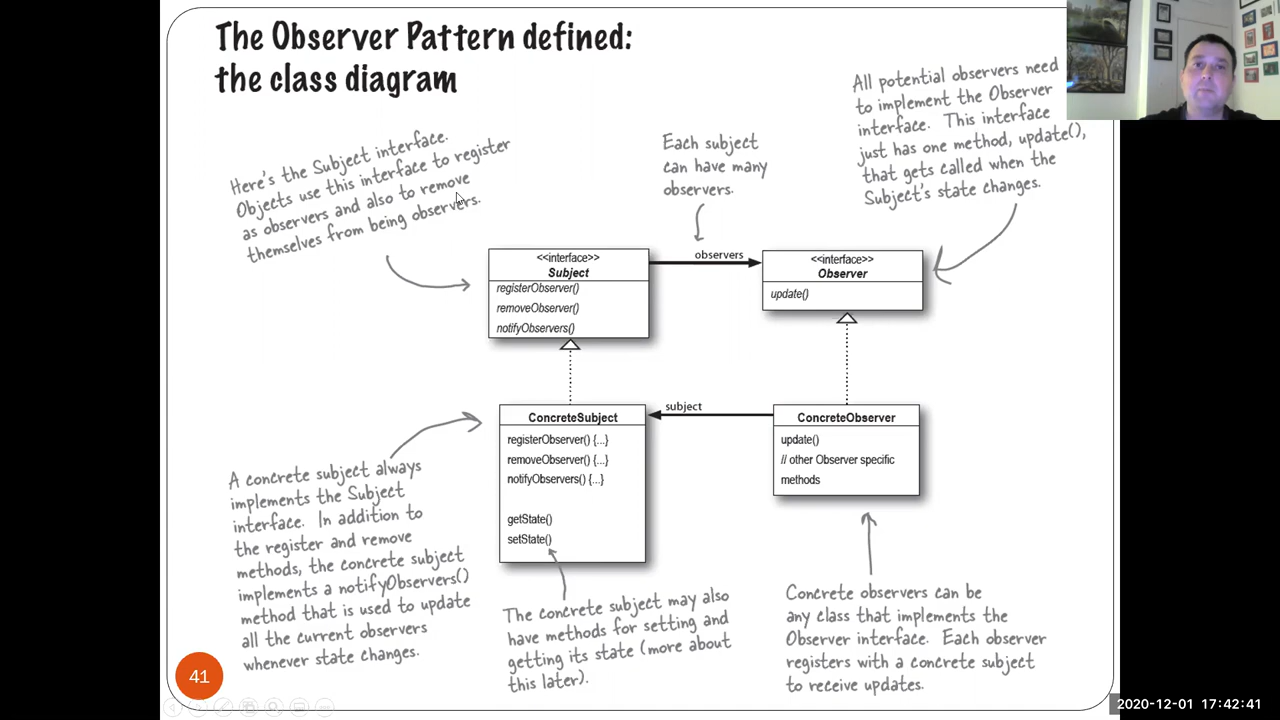 The Observer Pattern defined:
the class diagram
Here's the Subject interface.
Objects use this interface to register
as observers and also to remove
themselves from being observers.
Each subject
can have many
observers.
All potential observers need
to implement the Observer
interface. This interface
just has one method, update(),
that gets called when the
Subject's state changes.
<<interface>>
Subject
registerObserver()
removeObserver()
notifyObservers()
observers
<<interface>>
Observer
update()
ConcreteSubject
registerObserver() {...}
removeObserver() {...}
notifyObservers() {...}
getState()
setState()
subject
ConcreteObserver
update()
// other Observer specific
methods
A concrete subject always
implements the Subject
interface. In addition to
the register and remove
methods, the concrete subject
implements a notifyObservers()
method that is used to update
all the current observers
whenever state changes.
The concrete subject may also
have methods for setting and
getting its state (more about
this later).
Concrete observers can be
any class that implements the
Observer interface. Each observer
registers with a concrete subject
to receive updates.
41
2020-12-01 17:42:41